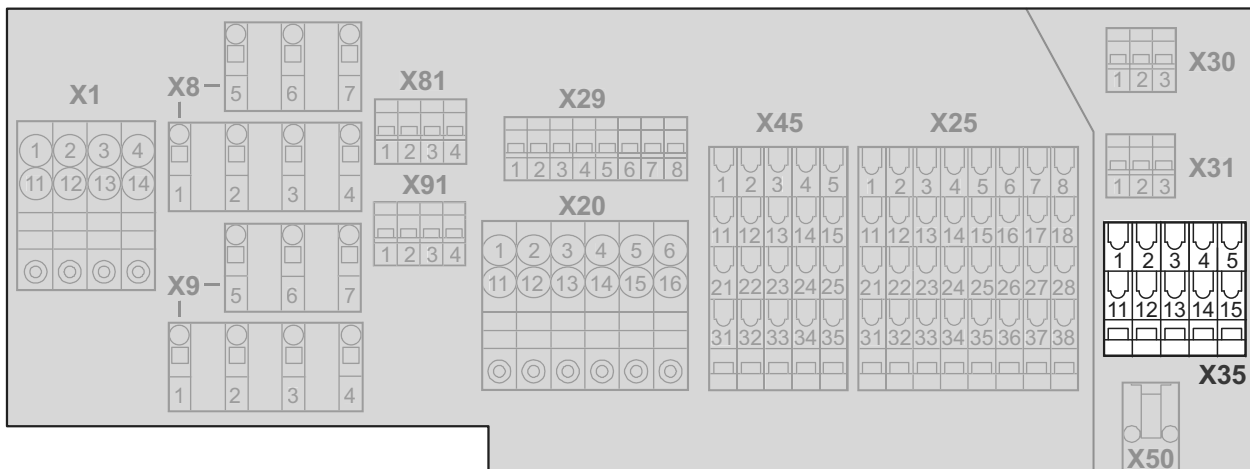 X1
1 2 3 4
11 12 13 14
X8
5 6 7
1 2 3 4
X9
5 6 7
1 2 3 4
X81
1 2 3 4
X91
1 2 3 4
X29
1 2 3 4 5 6 7 8
X20
1 2 3 4 5 6
11 12 13 14 15 16
X45
1 2 3 4 5
11 12 13 14 15
21 22 23 24 25
31 32 33 34 35
X25
1 2 3 4 5 6 7 8
11 12 13 14 15 16 17 18
21 22 23 24 25 26 27 28
31 32 33 34 35 36 37 38
X30
1 2 3
X31
1 2 3
1 2 3 4 5
11 12 13 14 15
X35
X50